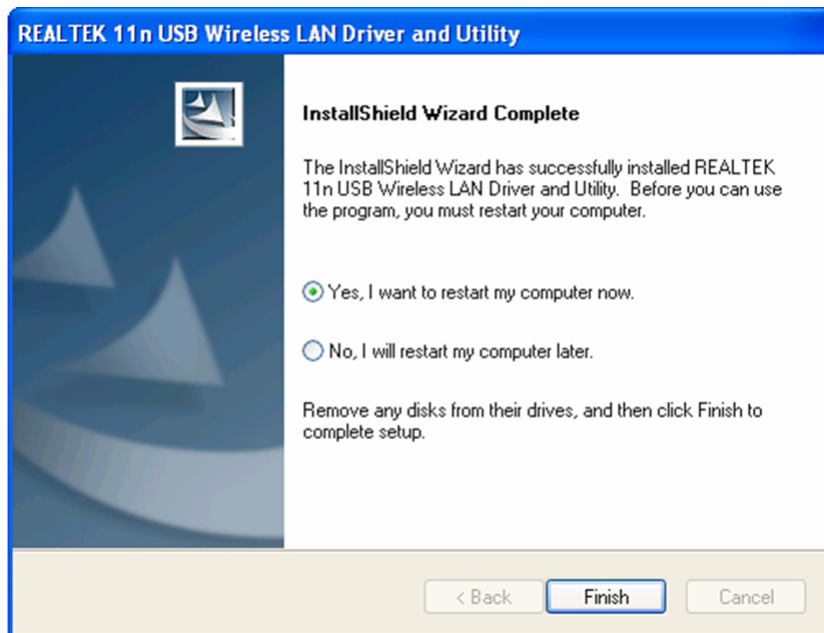 REALTEK 11n USB Wireless LAN Driver and Utility
InstallShield Wizard Complete
The InstallShield Wizard has successfully installed REALTEK
11n USB Wireless LAN Driver and Utility. Before you can use
the program, you must restart your computer.
Yes, I want to restart my computer now.
No, I will restart my computer later.
Remove any disks from their drives, and then click Finish to
complete setup.
< Back
Finish
Cancel